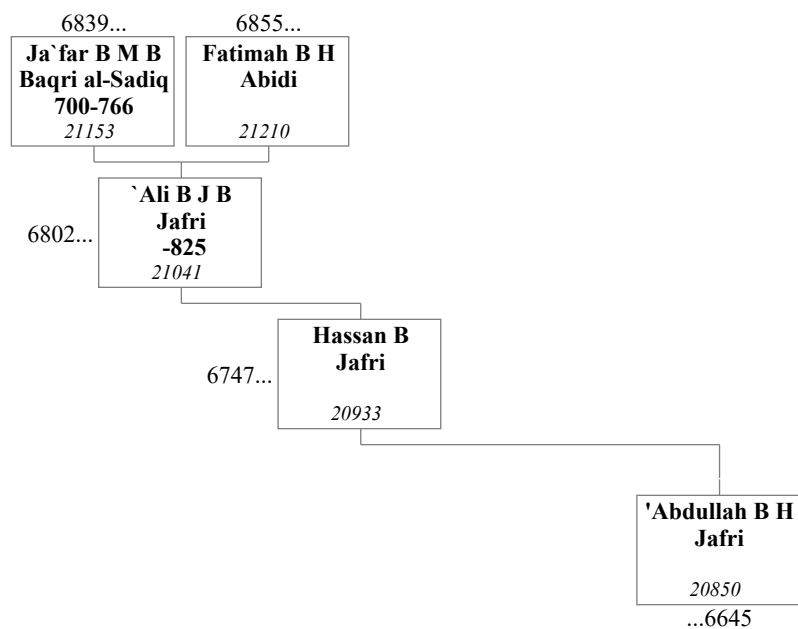 6839...
6855...
Ja`far B M B
Baqri al-Sadiq
700-766
21153
Fatimah B H
Abidi
21210
`Ali B J B
Jafri
-825
21041
6802...
Hassan B
Jafri
20933
6747...
'Abdullah B H
Jafri
20850
...6645